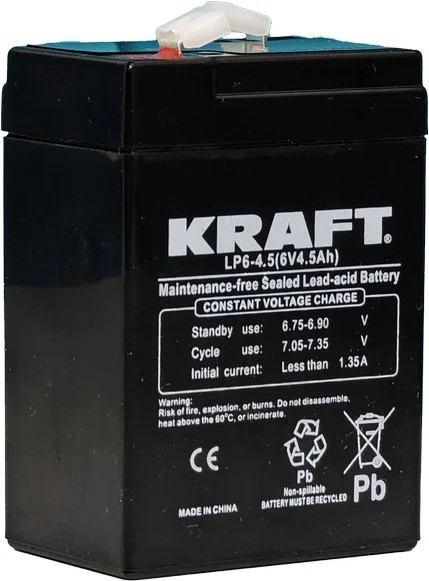 KRAFT®
LP6-4.5(6V4.5Ah)
Maintenance-free Sealed Lead-acid Battery
CONSTANT VOLTAGE CHARGE
Standby use: 6.75-6.90 V
Cycle use: 7.05-7.35 V
Initial current: Less than 1.35A
Warning:
Risk of fire, explosion, or burns. Do not disassemble,
heat above the 60°C, or incinerate.
CE
Pb
Non-spillable
BATTERY MUST BE RECYCLED
Pb
MADE IN CHINA